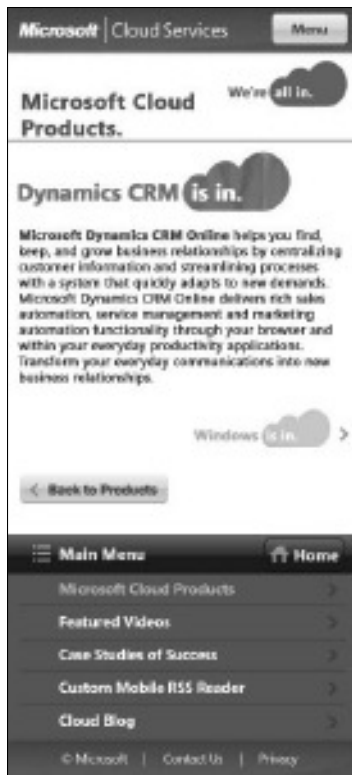 Microsoft Cloud Services Menu
We're all in.
Microsoft Cloud
Products.
Dynamics CRM is in.
Microsoft Dynamics CRM Online helps you find,
keep, and grow business relationships by centralizing
customer information and streamlining processes
with a system that quickly adapts to new demands.
Microsoft Dynamics CRM Online delivers rich sales
automation, service management and marketing
automation functionality through your browser and
within your everyday productivity applications.
Transform your everyday communications into new
business relationships.
Windows is in. >
< Back to Products
Main Menu Home
Microsoft Cloud Products >
Featured Videos >
Case Studies of Success >
Custom Mobile RSS Reader >
Cloud Blog >
© Microsoft | Contact Us | Privacy